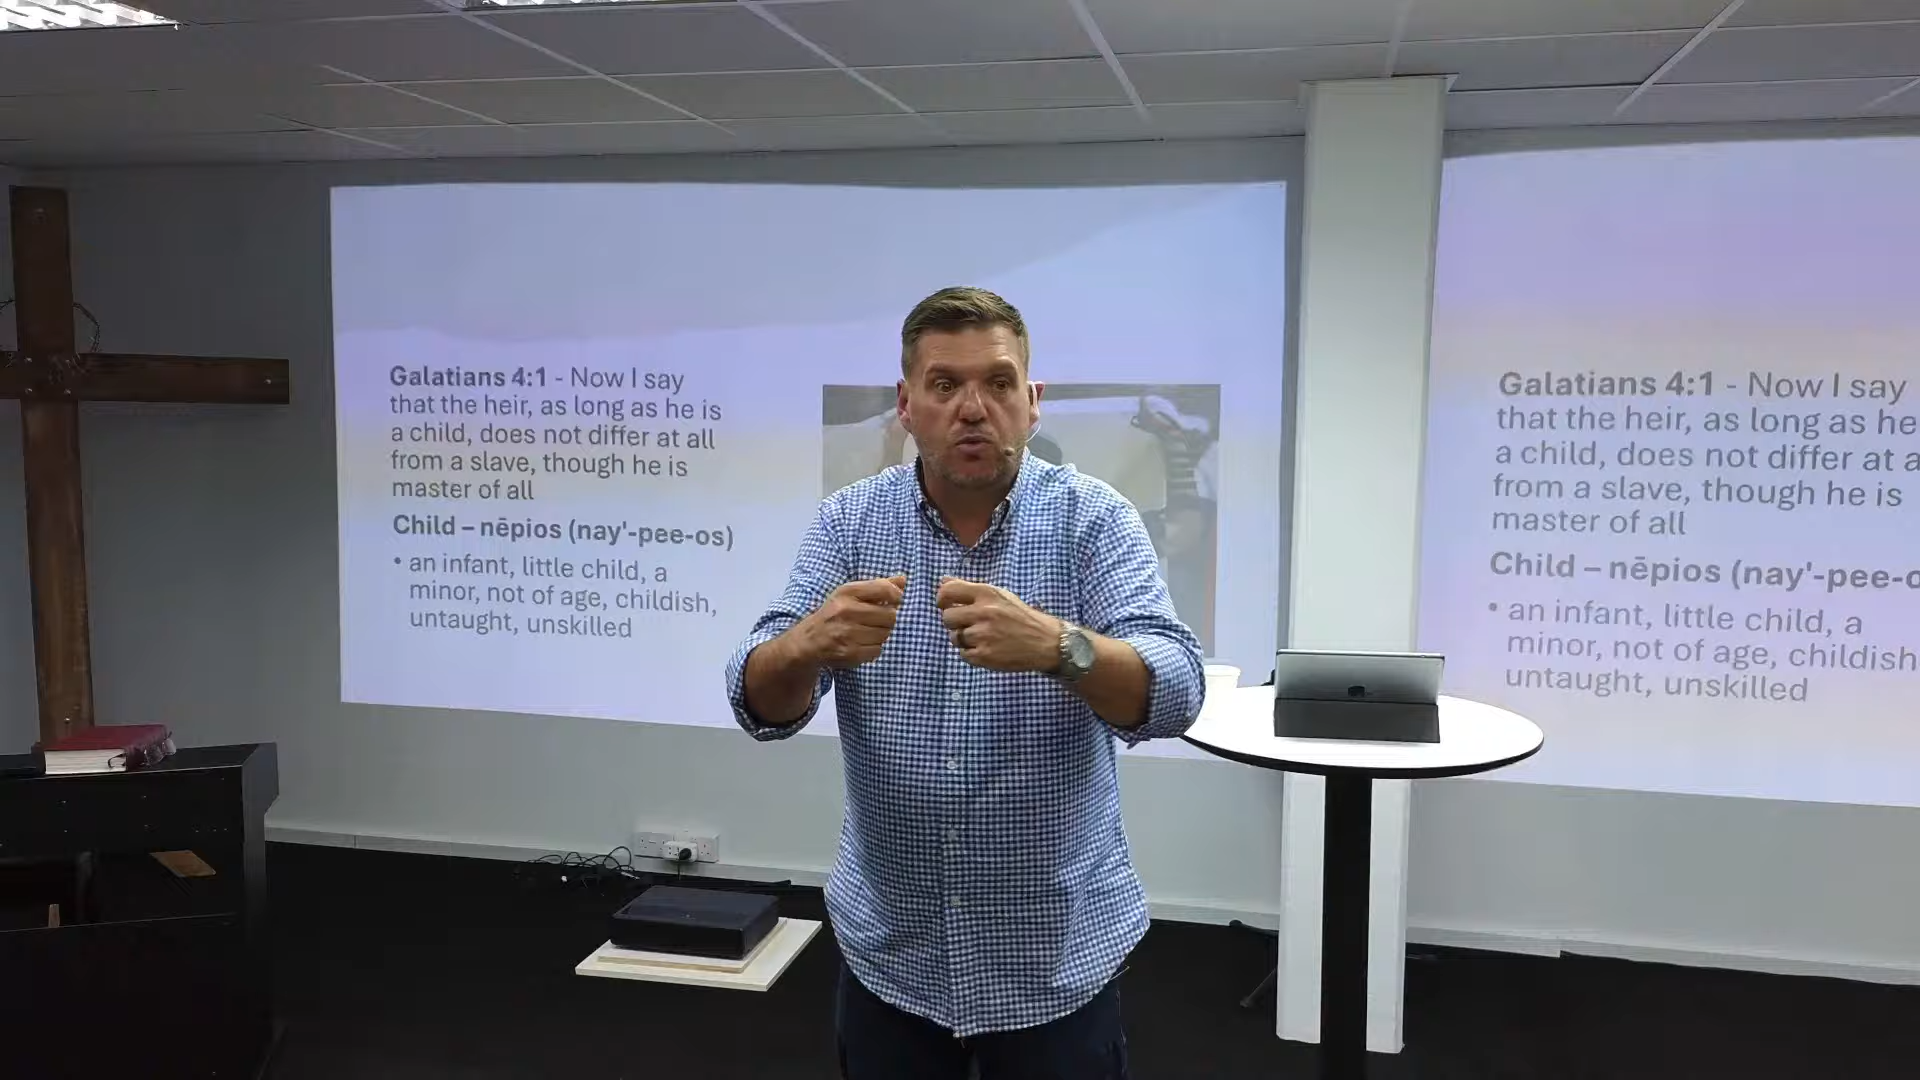 Galatians 4:1 - Now I say
that the heir, as long as he is
a child, does not differ at all
from a slave, though he is
master of all
Child – nēpios (nay'-pee-os)
• an infant, little child, a
minor, not of age, childish,
untaught, unskilled
Galatians 4:1 - Now I say
that the heir, as long as he
a child, does not differ at a
from a slave, though he is
master of all
Child – nēpios (nay'-pee-o
• an infant, little child, a
minor, not of age, childish
untaught, unskilled